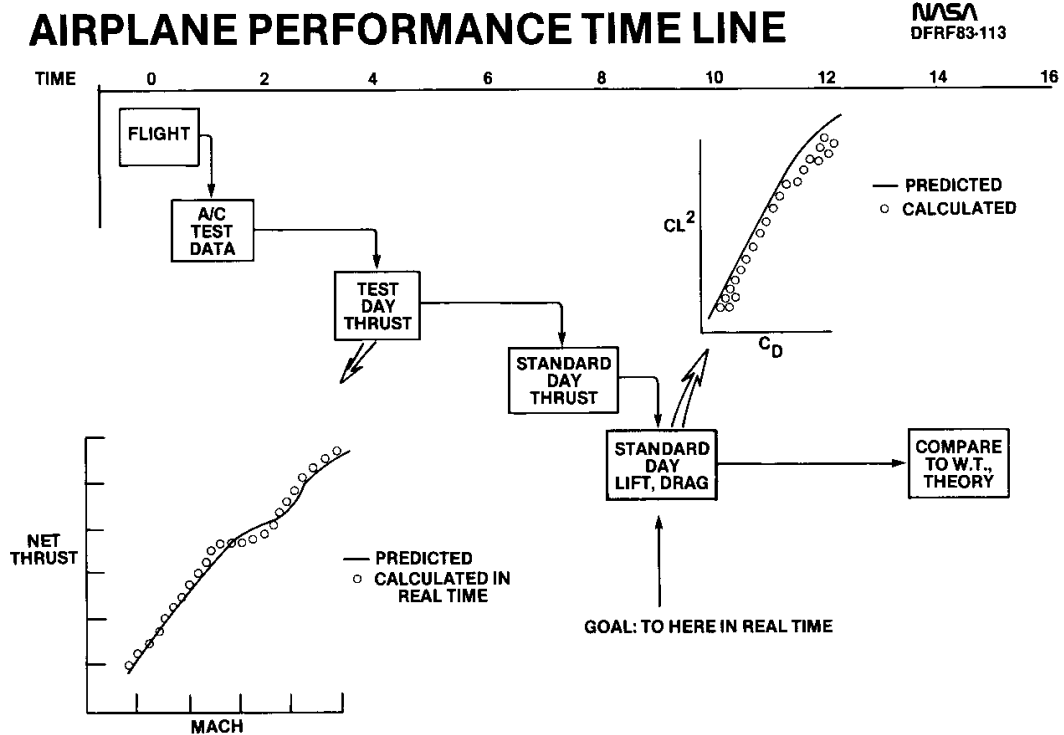 AIRPLANE PERFORMANCE TIME LINE
NASA
DFRF83-113
TIME 0 2 4 6 8 10 12 14 16
FLIGHT
A/C
TEST
DATA
TEST
DAY
THRUST
STANDARD
DAY
THRUST
STANDARD
DAY
LIFT, DRAG
COMPARE
TO W.T.,
THEORY
GOAL: TO HERE IN REAL TIME
CL²
C_D
PREDICTED
CALCULATED
NET
THRUST
MACH
PREDICTED
CALCULATED IN
REAL TIME